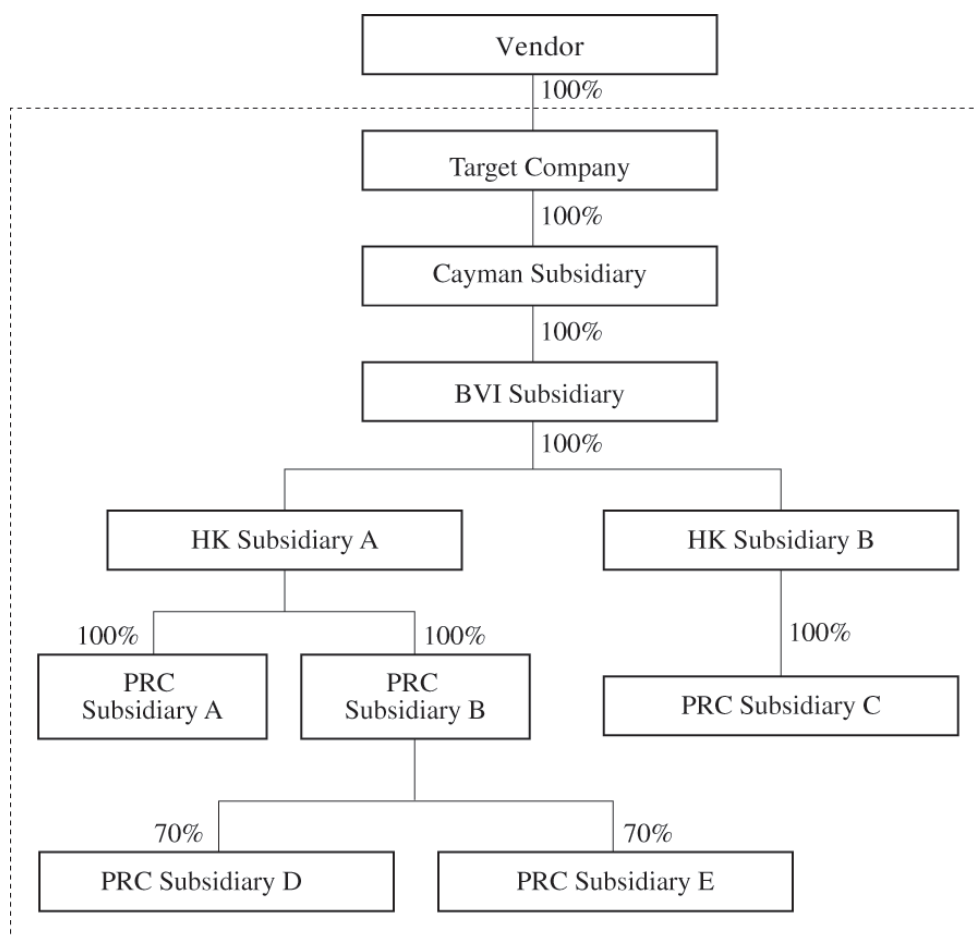 Vendor
100%
Target Company
100%
Cayman Subsidiary
100%
BVI Subsidiary
100%
HK Subsidiary A
HK Subsidiary B
100%
100%
100%
PRC
Subsidiary A
PRC
Subsidiary B
PRC Subsidiary C
70%
70%
PRC Subsidiary D
PRC Subsidiary E